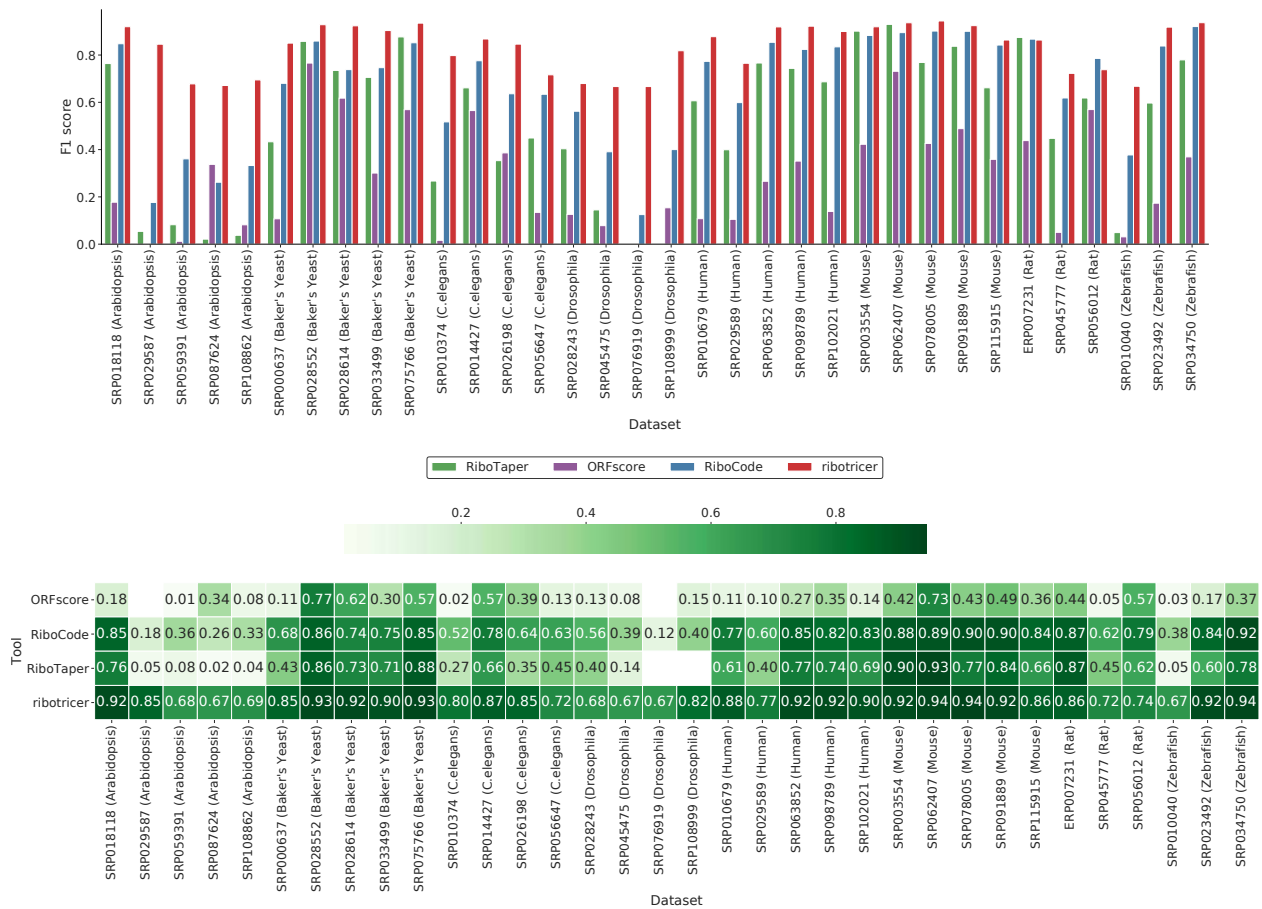 F1 score
0.8
0.6
0.4
0.2
0.0
SRP018118 (Arabidopsis)
SRP029587 (Arabidopsis)
SRP059391 (Arabidopsis)
SRP087624 (Arabidopsis)
SRP108862 (Arabidopsis)
SRP000637 (Baker's Yeast)
SRP028552 (Baker's Yeast)
SRP028614 (Baker's Yeast)
SRP033499 (Baker's Yeast)
SRP075766 (Baker's Yeast)
SRP010374 (C.elegans)
SRP014427 (C.elegans)
SRP026198 (C.elegans)
SRP056647 (C.elegans)
SRP028243 (Drosophila)
SRP045475 (Drosophila)
SRP076919 (Drosophila)
SRP108999 (Drosophila)
SRP010679 (Human)
SRP029589 (Human)
SRP063852 (Human)
SRP098789 (Human)
SRP102021 (Human)
SRP003554 (Mouse)
SRP062407 (Mouse)
SRP078005 (Mouse)
SRP091889 (Mouse)
SRP115915 (Mouse)
ERP007231 (Rat)
SRP045777 (Rat)
SRP056012 (Rat)
SRP010040 (Zebrafish)
SRP023492 (Zebrafish)
SRP034750 (Zebrafish)
Dataset
RiboTaper ORFscore RiboCode ribotricer
0.2 0.4 0.6 0.8
Tool
ORFscore 0.18 0.01 0.34 0.08 0.11 0.77 0.62 0.30 0.57 0.02 0.57 0.39 0.13 0.13 0.08 0.15 0.11 0.10 0.27 0.35 0.14 0.42 0.73 0.43 0.49 0.36 0.44 0.05 0.57 0.03 0.17 0.37
RiboCode 0.85 0.18 0.36 0.26 0.33 0.68 0.86 0.74 0.75 0.85 0.52 0.78 0.64 0.63 0.56 0.39 0.12 0.40 0.77 0.60 0.85 0.82 0.83 0.88 0.89 0.90 0.90 0.84 0.87 0.62 0.79 0.38 0.84 0.92
RiboTaper 0.76 0.05 0.08 0.02 0.04 0.43 0.86 0.73 0.71 0.88 0.27 0.66 0.35 0.45 0.40 0.14 0.61 0.40 0.77 0.74 0.69 0.90 0.93 0.77 0.84 0.66 0.87 0.45 0.62 0.05 0.60 0.78
ribotricer 0.92 0.85 0.68 0.67 0.69 0.85 0.93 0.92 0.90 0.93 0.80 0.87 0.85 0.72 0.68 0.67 0.67 0.82 0.88 0.77 0.92 0.92 0.90 0.92 0.94 0.94 0.92 0.86 0.86 0.72 0.74 0.67 0.92 0.94
SRP018118 (Arabidopsis)
SRP029587 (Arabidopsis)
SRP059391 (Arabidopsis)
SRP087624 (Arabidopsis)
SRP108862 (Arabidopsis)
SRP000637 (Baker's Yeast)
SRP028552 (Baker's Yeast)
SRP028614 (Baker's Yeast)
SRP033499 (Baker's Yeast)
SRP075766 (Baker's Yeast)
SRP010374 (C.elegans)
SRP014427 (C.elegans)
SRP026198 (C.elegans)
SRP056647 (C.elegans)
SRP028243 (Drosophila)
SRP045475 (Drosophila)
SRP076919 (Drosophila)
SRP108999 (Drosophila)
SRP010679 (Human)
SRP029589 (Human)
SRP063852 (Human)
SRP098789 (Human)
SRP102021 (Human)
SRP003554 (Mouse)
SRP062407 (Mouse)
SRP078005 (Mouse)
SRP091889 (Mouse)
SRP115915 (Mouse)
ERP007231 (Rat)
SRP045777 (Rat)
SRP056012 (Rat)
SRP010040 (Zebrafish)
SRP023492 (Zebrafish)
SRP034750 (Zebrafish)
Dataset